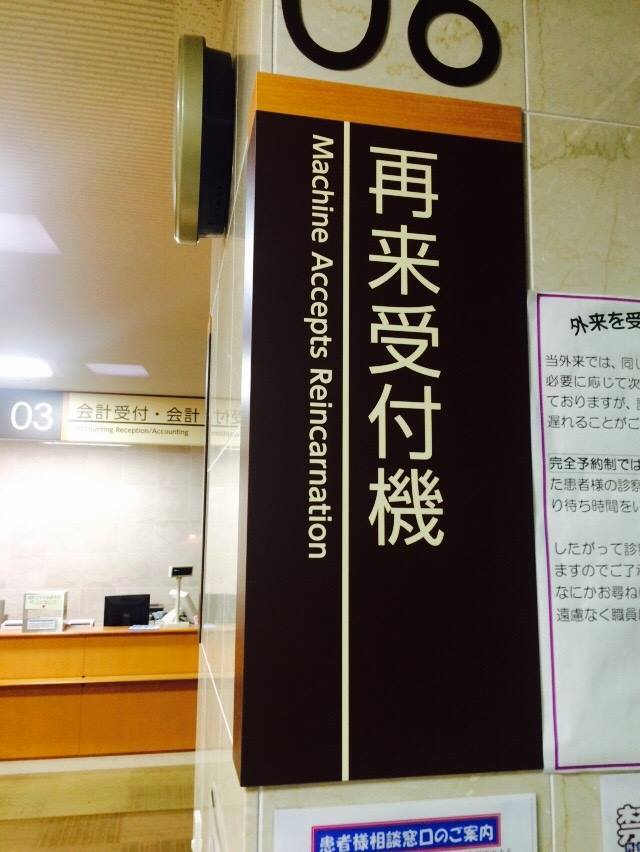 08
再来受付機
Machine Accepts Reincarnation
03
会計受付・会計
Accounting Reception/Accounting
外来を受
当外来では、同じ
必要に応じて次
ておりますが、
遅れることがご
完全予約制では
た患者様の診察
り待ち時間をい
したがって診
ますのでご了
なにかお尋ね
遠慮なく職員
患者様相談窓口のご案内
禁